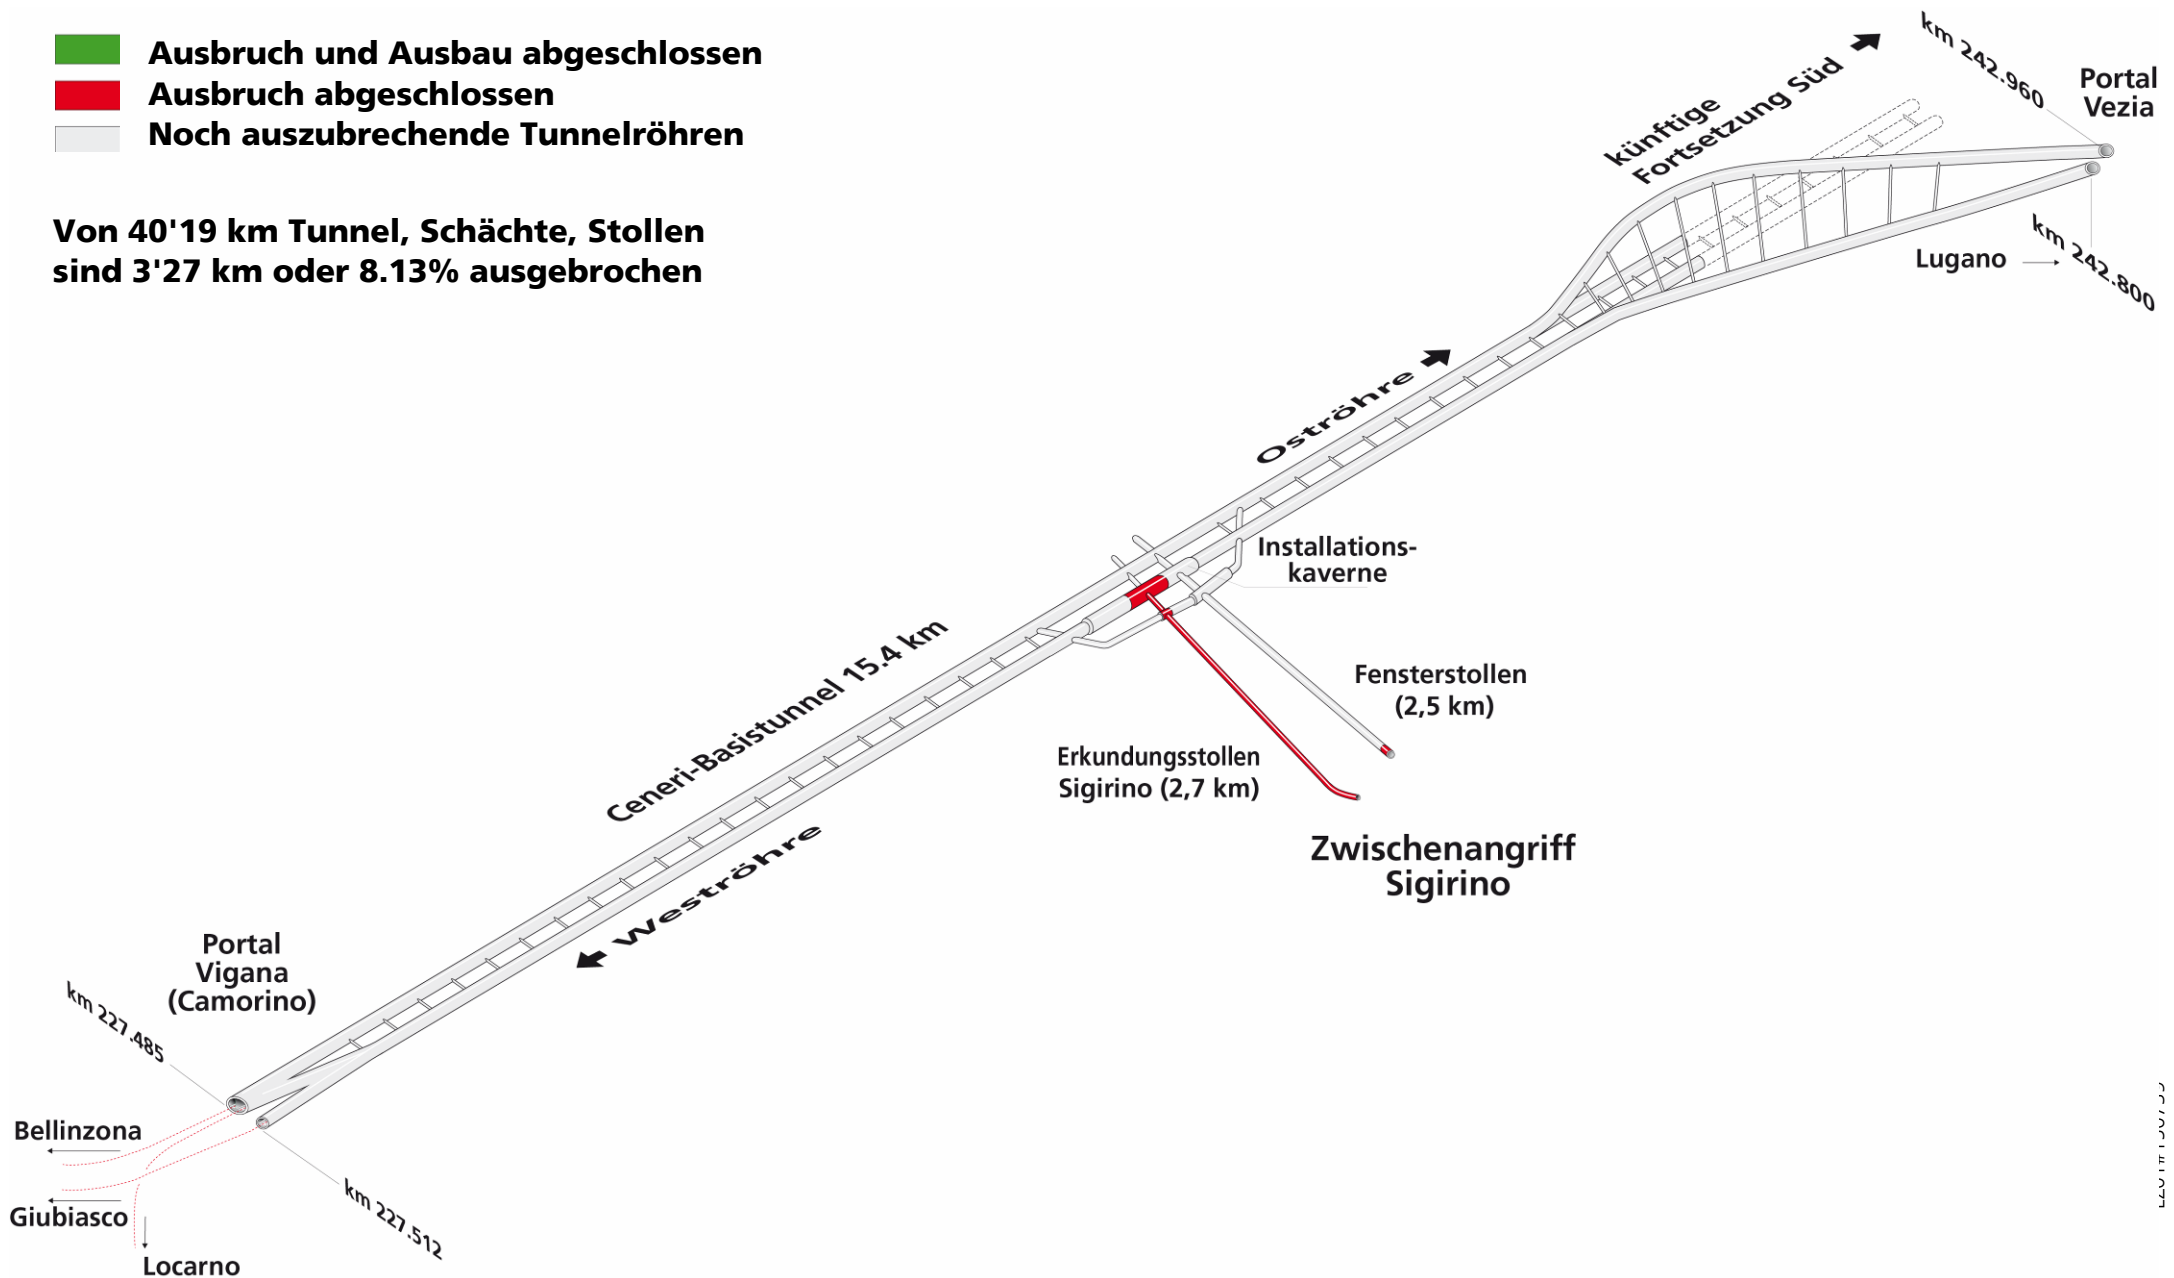 Ausbruch und Ausbau abgeschlossen
Ausbruch abgeschlossen
Noch auszubrechende Tunnelröhren
Von 40'19 km Tunnel, Schächte, Stollen
sind 3'27 km oder 8.13% ausgebrochen
km 242.960
Portal
Vezia
künftige
Fortsetzung Süd
Lugano
km 242.800
Oströhre
Installations-
kaverne
Ceneri-Basistunnel 15.4 km
Fensterstollen
(2,5 km)
Erkundungsstollen
Sigirino (2,7 km)
Zwischenangriff
Sigirino
Weströhre
Portal
Vigana
(Camorino)
km 227.485
Bellinzona
Giubiasco
km 227.512
Locarno